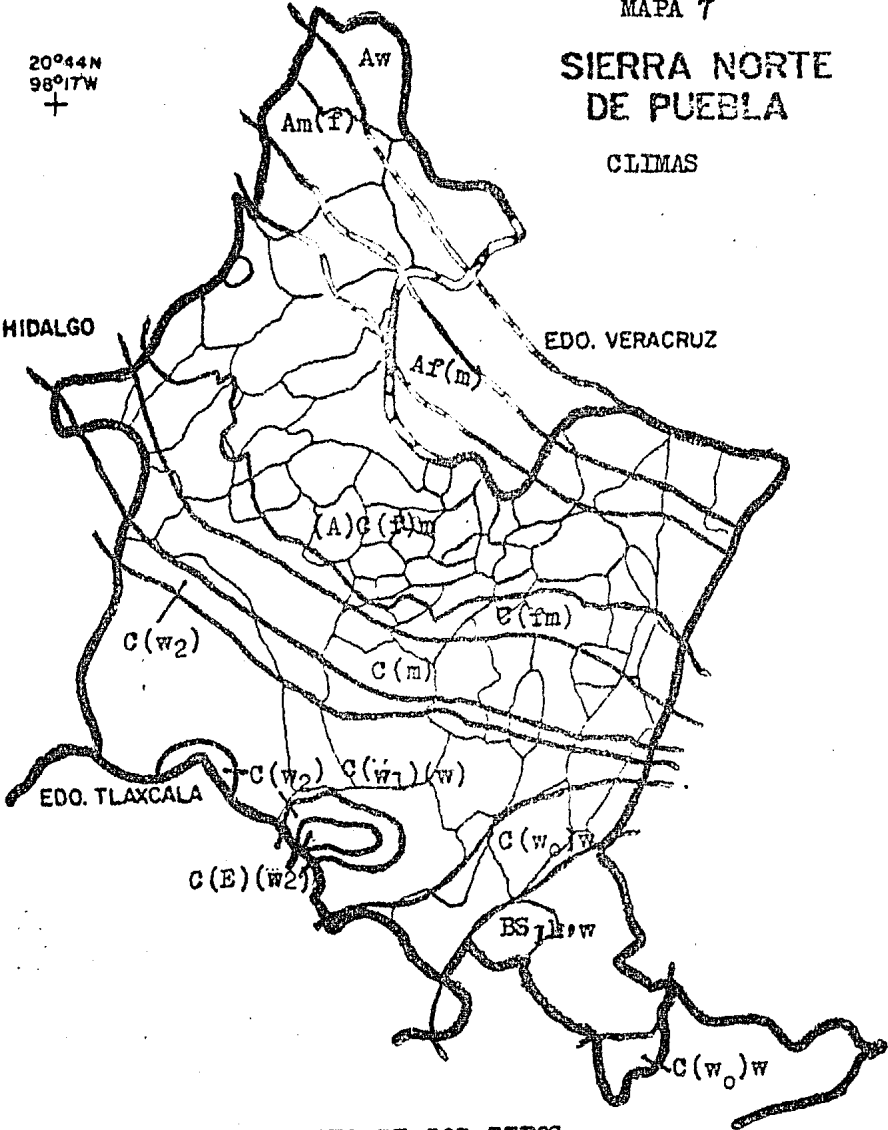 MAPA 7
20°44N
98°17W
SIERRA NORTE
DE PUEBLA
CLIMAS
Aw
Am(f)
HIDALGO
EDO. VERACRUZ
Af(m)
(A)C(f)m
C(fm)
C(w2)
C(m)
C(w2)
C(w1)(w)
EDO. TLAXCALA
C(wo)w
C(E)(w2)
BS1h'w
C(wo)w